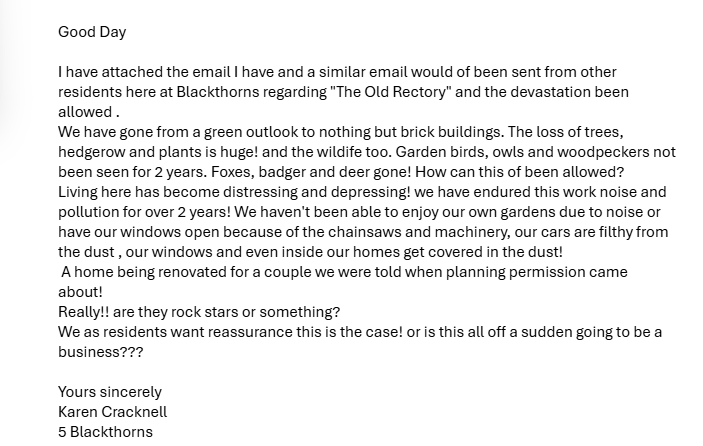 Good Day
I have attached the email I have and a similar email would of been sent from other
residents here at Blackthorns regarding "The Old Rectory" and the devastation been
allowed .
We have gone from a green outlook to nothing but brick buildings. The loss of trees,
hedgerow and plants is huge! and the wildife too. Garden birds, owls and woodpeckers not
been seen for 2 years. Foxes, badger and deer gone! How can this of been allowed?
Living here has become distressing and depressing! we have endured this work noise and
pollution for over 2 years! We haven't been able to enjoy our own gardens due to noise or
have our windows open because of the chainsaws and machinery, our cars are filthy from
the dust , our windows and even inside our homes get covered in the dust!
A home being renovated for a couple we were told when planning permission came
about!
Really!! are they rock stars or something?
We as residents want reassurance this is the case! or is this all off a sudden going to be a
business???
Yours sincerely
Karen Cracknell
5 Blackthorns